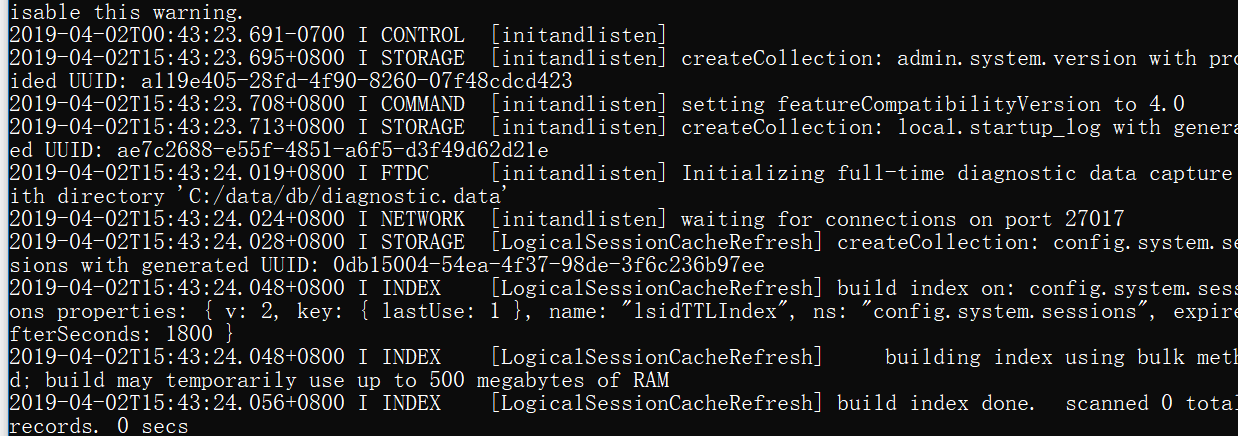 isable this warning.
2019-04-02T00:43:23.691-0700 I CONTROL  [initandlisten]
2019-04-02T15:43:23.695+0800 I STORAGE  [initandlisten] createCollection: admin.system.version with pro
ided UUID: a119e405-28fd-4f90-8260-07f48cdcd423
2019-04-02T15:43:23.708+0800 I COMMAND  [initandlisten] setting featureCompatibilityVersion to 4.0
2019-04-02T15:43:23.713+0800 I STORAGE  [initandlisten] createCollection: local.startup_log with genera
ed UUID: ae7c2688-e55f-4851-a6f5-d3f49d62d21e
2019-04-02T15:43:24.019+0800 I FTDC     [initandlisten] Initializing full-time diagnostic data capture
ith directory 'C:/data/db/diagnostic.data'
2019-04-02T15:43:24.024+0800 I NETWORK  [initandlisten] waiting for connections on port 27017
2019-04-02T15:43:24.028+0800 I STORAGE  [LogicalSessionCacheRefresh] createCollection: config.system.se
sions with generated UUID: 0db15004-54ea-4f37-98de-3f6c236b97ee
2019-04-02T15:43:24.048+0800 I INDEX    [LogicalSessionCacheRefresh] build index on: config.system.sess
ons properties: { v: 2, key: { lastUse: 1 }, name: "lsidTTLIndex", ns: "config.system.sessions", expire
fterSeconds: 1800 }
2019-04-02T15:43:24.048+0800 I INDEX    [LogicalSessionCacheRefresh]     building index using bulk meth
d; build may temporarily use up to 500 megabytes of RAM
2019-04-02T15:43:24.056+0800 I INDEX    [LogicalSessionCacheRefresh] build index done.  scanned 0 total
records. 0 secs